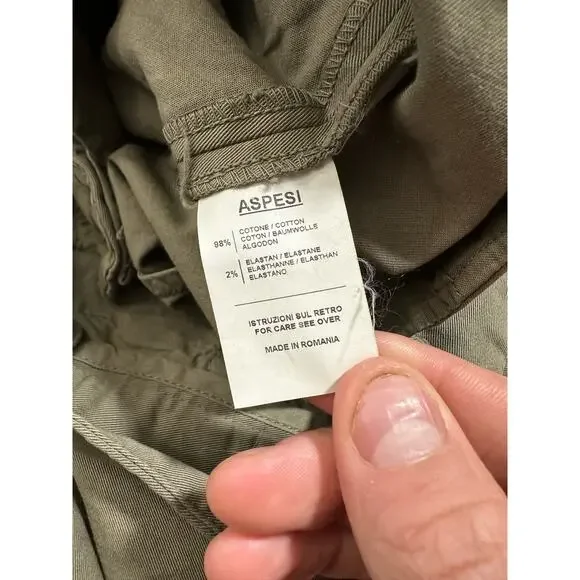 ASPESI
98% COTONE / COTTON
COTON / BAUMWOLLE
ALGODON
2% ELASTAN / ELASTANE
ELASTHANNE / ELASTHAN
ELASTANO
ISTRUZIONI SUL RETRO
FOR CARE SEE OVER
MADE IN ROMANIA